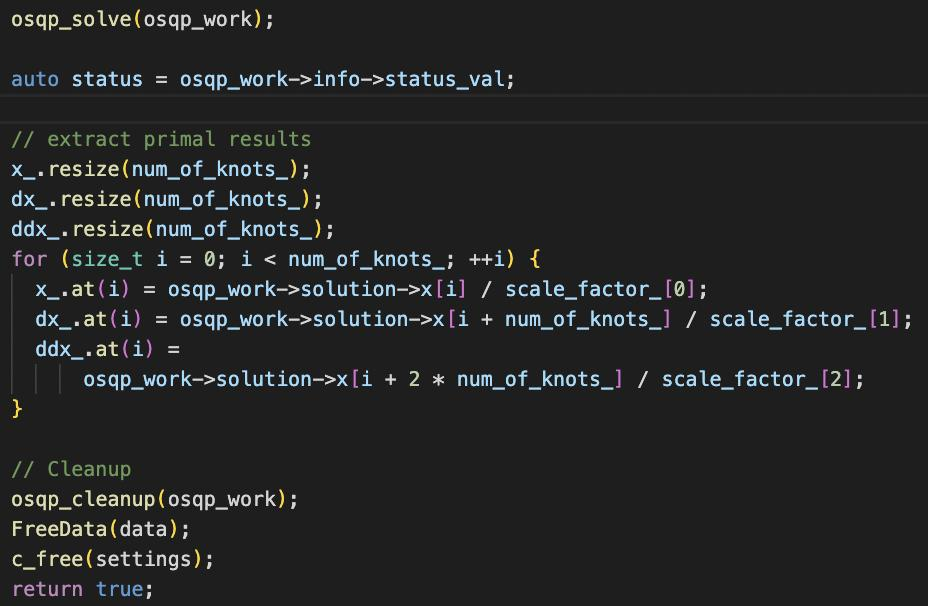 osqp_solve(osqp_work);
auto status = osqp_work->info->status_val;
// extract primal results
x_.resize(num_of_knots_);
dx_.resize(num_of_knots_);
ddx_.resize(num_of_knots_);
for (size_t i = 0; i < num_of_knots_; ++i) {
  x_.at(i) = osqp_work->solution->x[i] / scale_factor_[0];
  dx_.at(i) = osqp_work->solution->x[i + num_of_knots_] / scale_factor_[1];
  ddx_.at(i) =
      osqp_work->solution->x[i + 2 * num_of_knots_] / scale_factor_[2];
}
// Cleanup
osqp_cleanup(osqp_work);
FreeData(data);
c_free(settings);
return true;